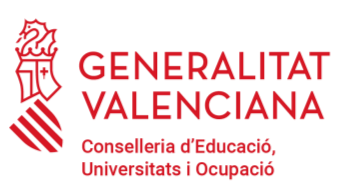 GENERALITAT
VALENCIANA
Conselleria d'Educació,
Universitats i Ocupació